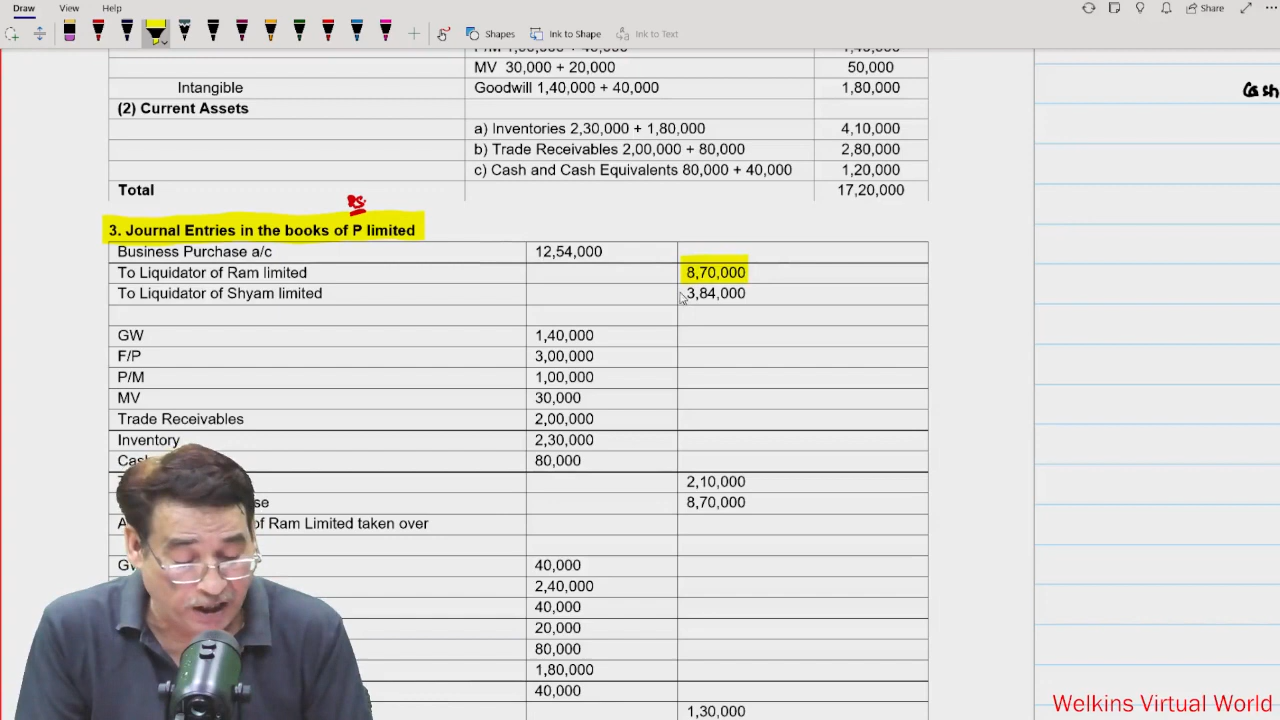 Draw View Help
Share
Shapes Ink to Shape Ink to Text
MV 30,000 + 20,000 50,000
Intangible Goodwill 1,40,000 + 40,000 1,80,000
(2) Current Assets
a) Inventories 2,30,000 + 1,80,000 4,10,000
b) Trade Receivables 2,00,000 + 80,000 2,80,000
c) Cash and Cash Equivalents 80,000 + 40,000 1,20,000
Total 17,20,000
RS
3. Journal Entries in the books of P limited
Business Purchase a/c 12,54,000
To Liquidator of Ram limited 8,70,000
To Liquidator of Shyam limited 3,84,000
GW 1,40,000
F/P 3,00,000
P/M 1,00,000
MV 30,000
Trade Receivables 2,00,000
Inventory 2,30,000
80,000
2,10,000
8,70,000
of Ram Limited taken over
40,000
2,40,000
40,000
20,000
80,000
1,80,000
40,000
1,30,000
Cash
Welkins Virtual World